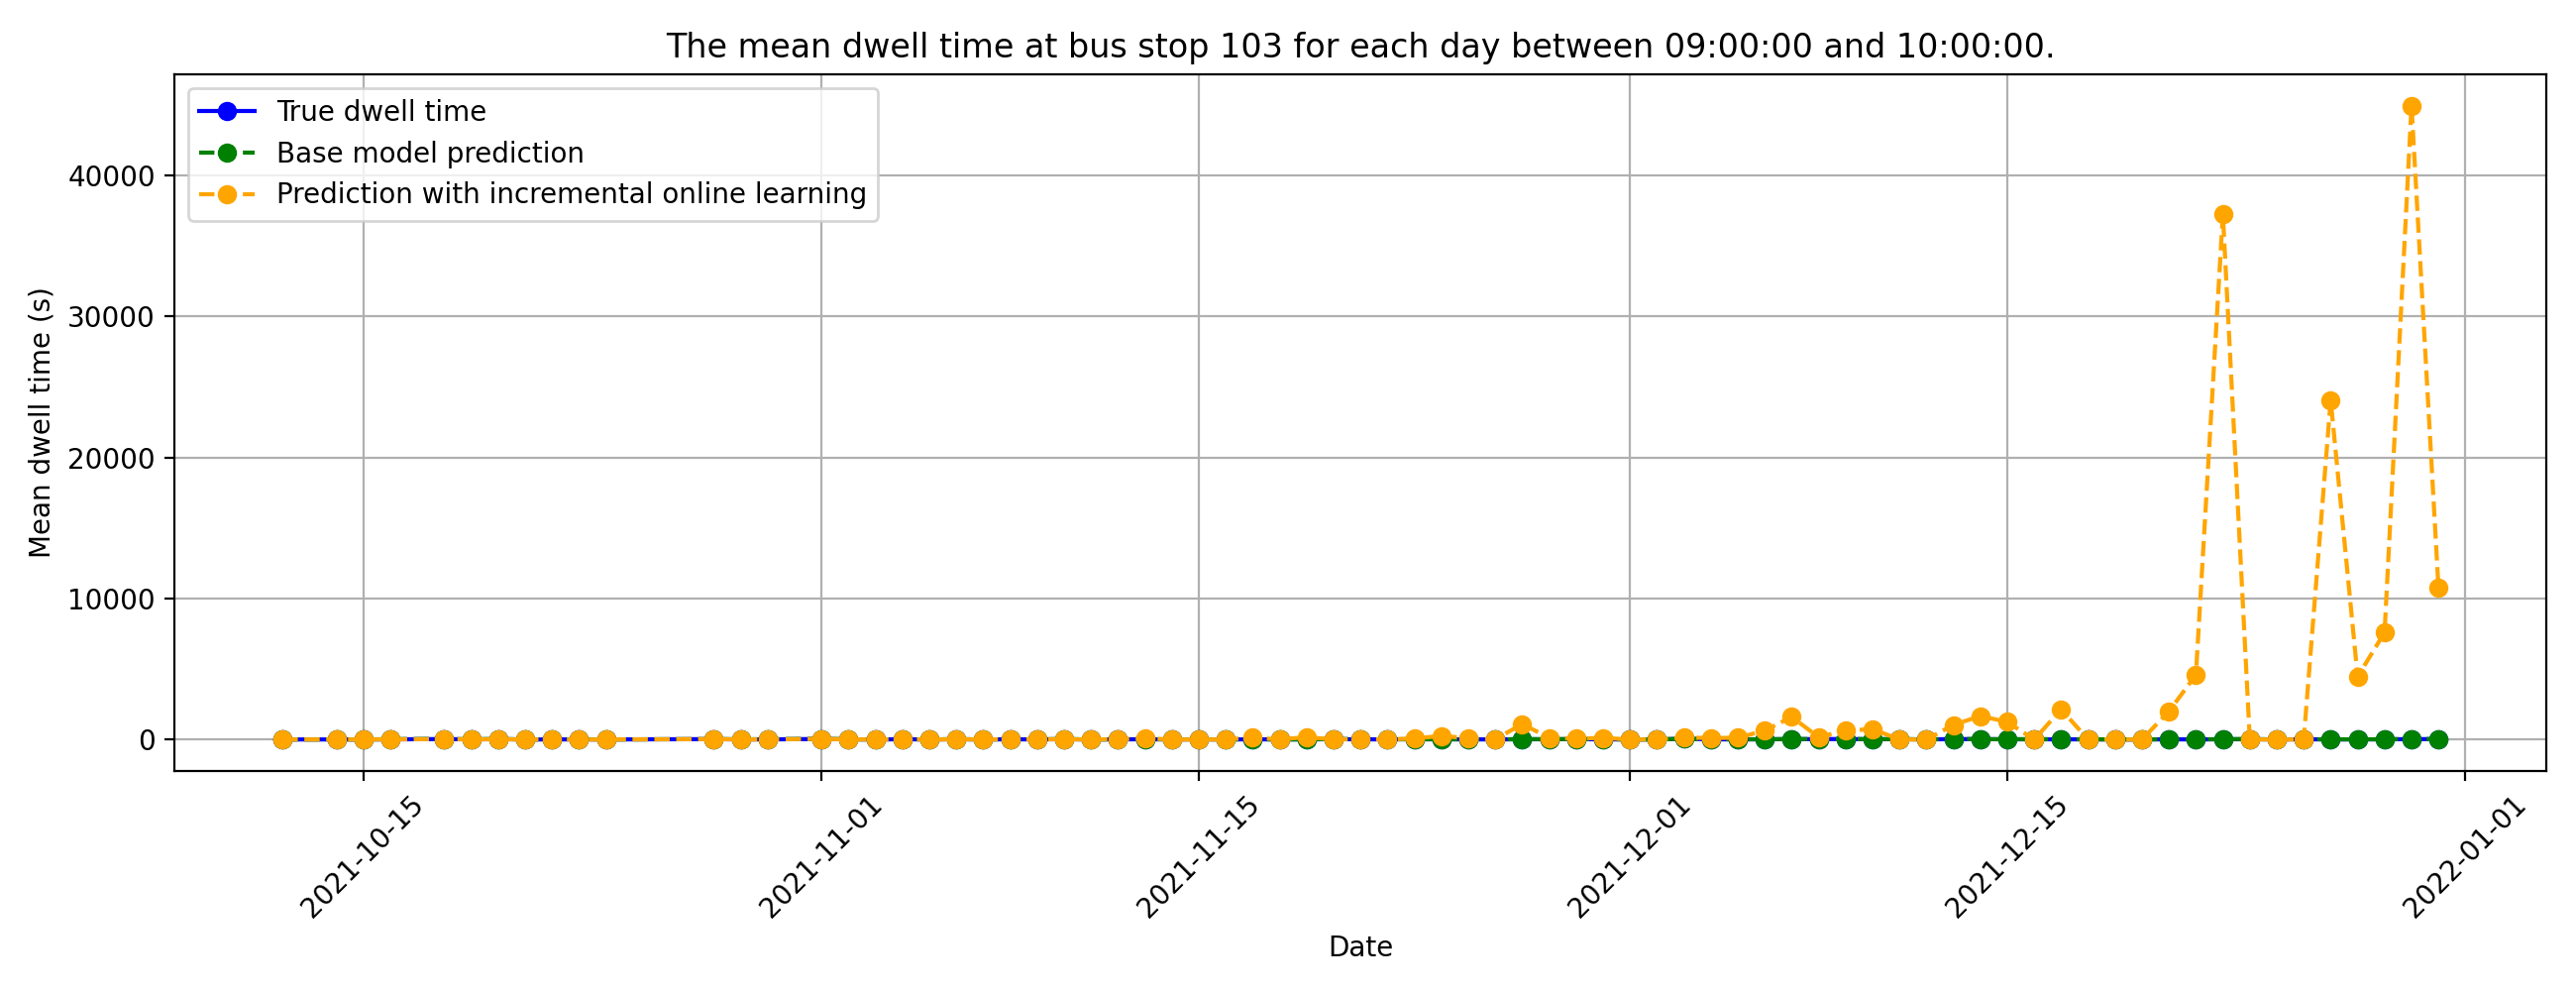 The mean dwell time at bus stop 103 for each day between 09:00:00 and 10:00:00.
True dwell time
Base model prediction
Prediction with incremental online learning
Mean dwell time (s)
40000
30000
20000
10000
0
2021-10-15
2021-11-01
2021-11-15
2021-12-01
2021-12-15
2022-01-01
Date